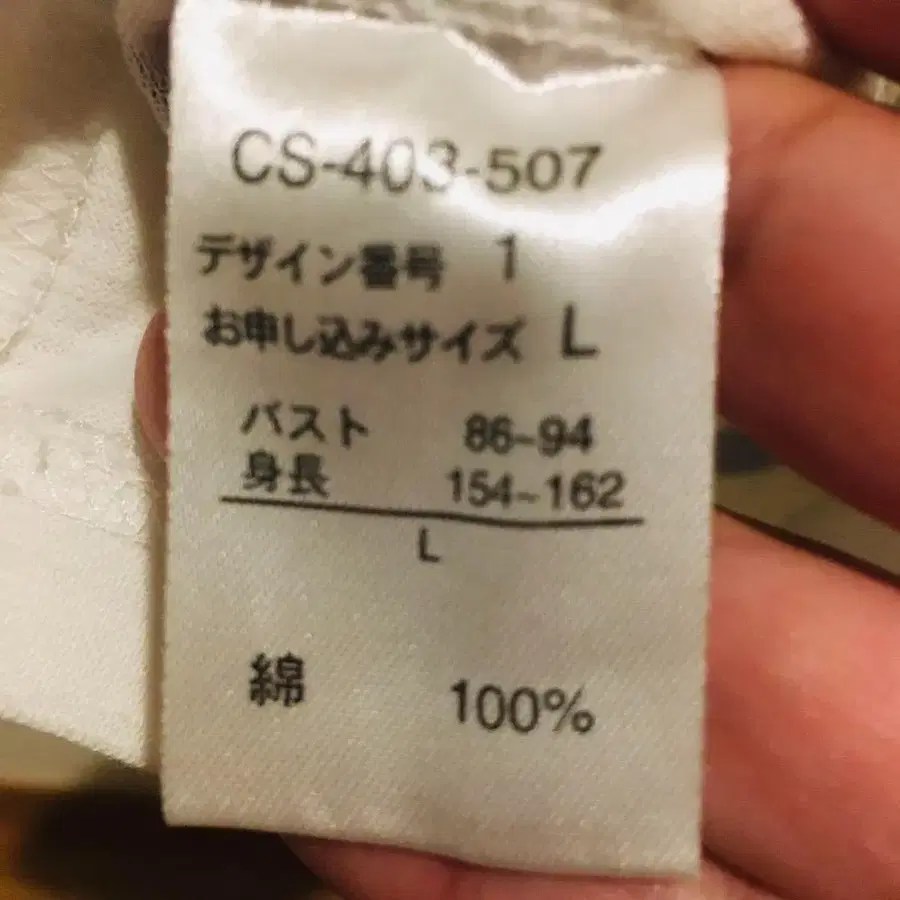 CS-403-507
デザイン番号 1
お申し込みサイズ L
バスト 86~94
身長 154~162
L
綿 100%